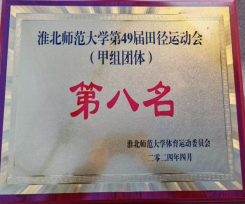 淮北师范大学第49届田径运动会
（甲组团体）
第八名
淮北师范大学体育运动委员会
二〇二四年四月